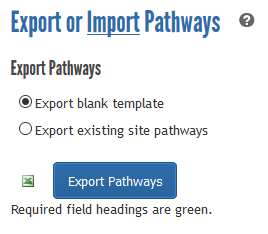 Export or Import Pathways ?
Export Pathways
Export blank template
Export existing site pathways
Export Pathways
Required field headings are green.